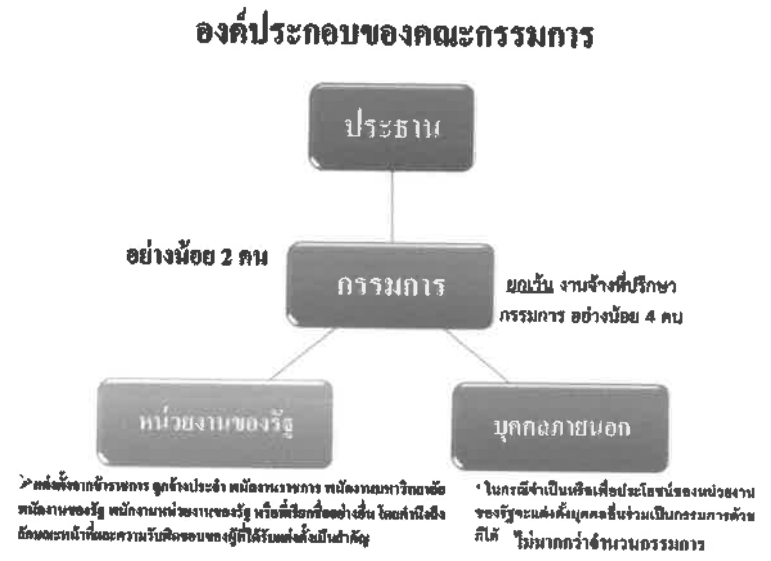 องค์ประกอบของคณะกรรมการ
ประธาน
อย่างน้อย 2 คน
กรรมการ
ยกเว้น งานจ้างที่ปรึกษา
กรรมการ อย่างน้อย 4 คน
หน่วยงานของรัฐ
บุคคลภายนอก
➢แต่งตั้งจากข้าราชการ ลูกจ้างประจำ พนักงานราชการ พนักงานมหาวิทยาลัย
พนักงานของรัฐ พนักงานหน่วยงานของรัฐ หรือที่เรียกชื่ออย่างอื่น โดยคำนึงถึง
ลักษณะหน้าที่และความรับผิดชอบของผู้ที่ได้รับแต่งตั้งเป็นสำคัญ
* ในกรณีจำเป็นหรือเพื่อประโยชน์ของหน่วยงาน
ของรัฐจะแต่งตั้งบุคคลอื่นร่วมเป็นกรรมการด้วย
ก็ได้ ไม่มากกว่าจำนวนกรรมการ